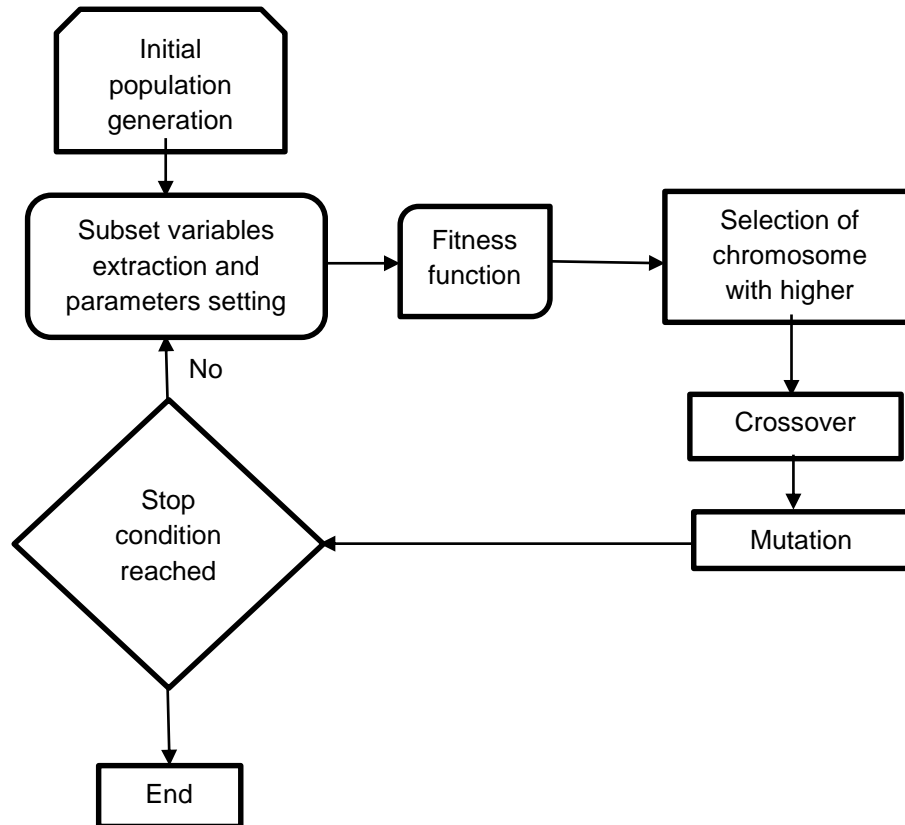 Initial
population
generation
Subset variables
extraction and
parameters setting
Fitness
function
Selection of
chromosome
with higher
Crossover
Mutation
Stop
condition
reached
No
End